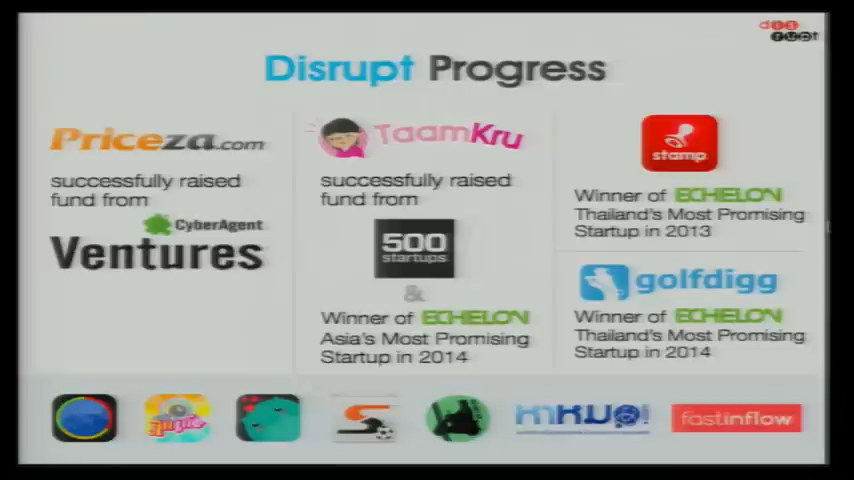 dis
rupt
Disrupt Progress
Priceza.com
successfully raised
fund from
CyberAgent
Ventures
TaamKru
successfully raised
fund from
500
startups
&
Winner of ECHELON
Asia's Most Promising
Startup in 2014
stamp
Winner of ECHELON
Thailand's Most Promising
Startup in 2013
golfdigg
Winner of ECHELON
Thailand's Most Promising
Startup in 2014
fastinflow